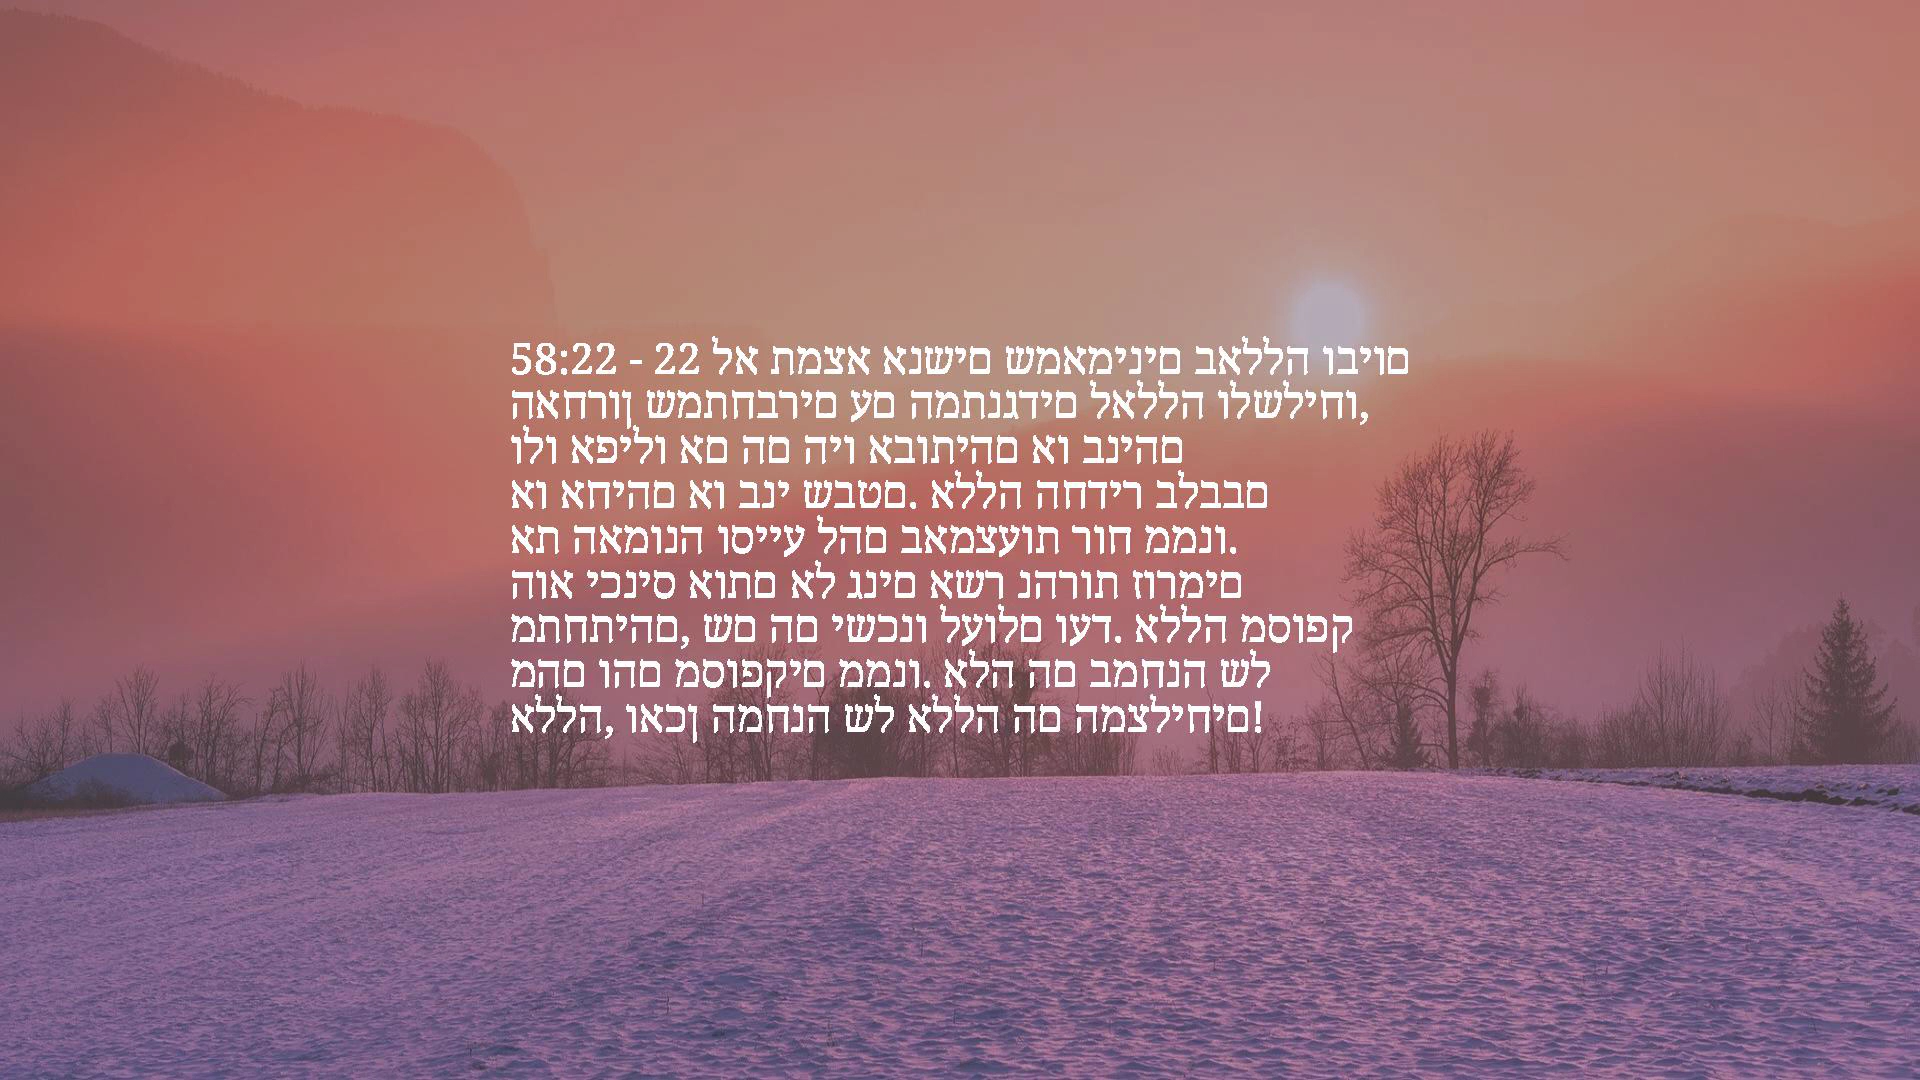 58:22 - 22 לא תמצא אנשים שמאמינים באללה וביום
האחרון שמתחברים עם המתנגדים לאללה ולשליחו,
ולו אפילו אם הם היו אבותיהם או בניהם
או אחיהם או בני שבטם. אללה החדיר בלבבם
את האמונה וסייע להם באמצעות רוח ממנו.
הוא יכניס אותם אל גנים אשר נהרות זורמים
מתחתיהם, שם הם ישכנו לעולם ועד. אללה מסופק
מהם והם מסופקים ממנו. אלה הם במחנה של
אללה, ואכן המחנה של אללה הם המצליחים!